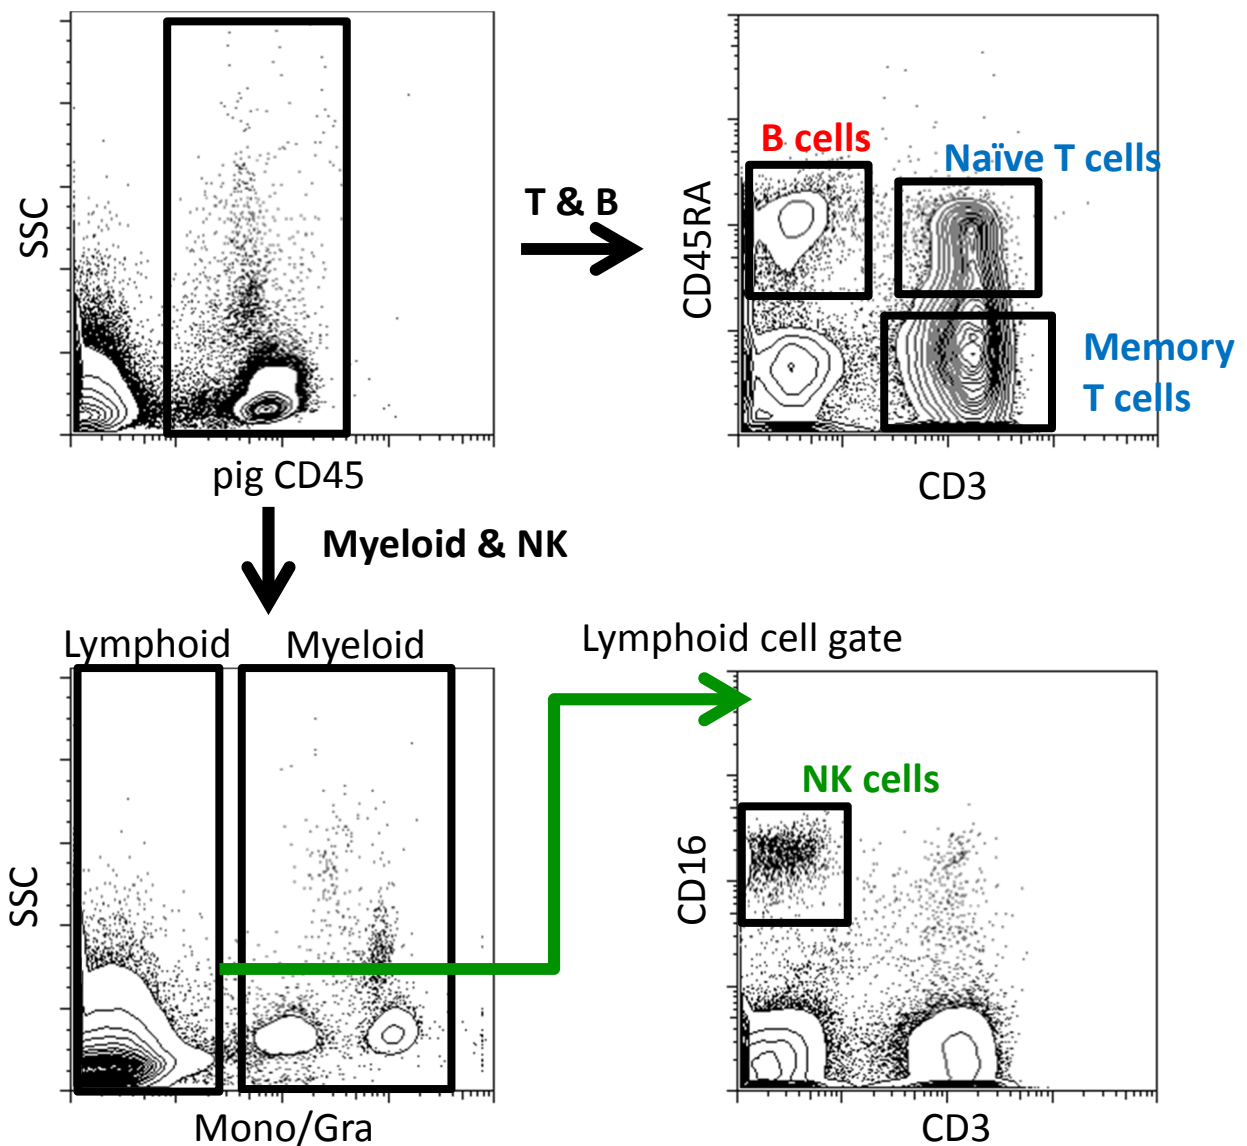 SSC
pig CD45
T & B
CD45RA
B cells
Naïve T cells
Memory
T cells
CD3
Myeloid & NK
Lymphoid
Myeloid
Lymphoid cell gate
SSC
Mono/Gra
NK cells
CD16
CD3